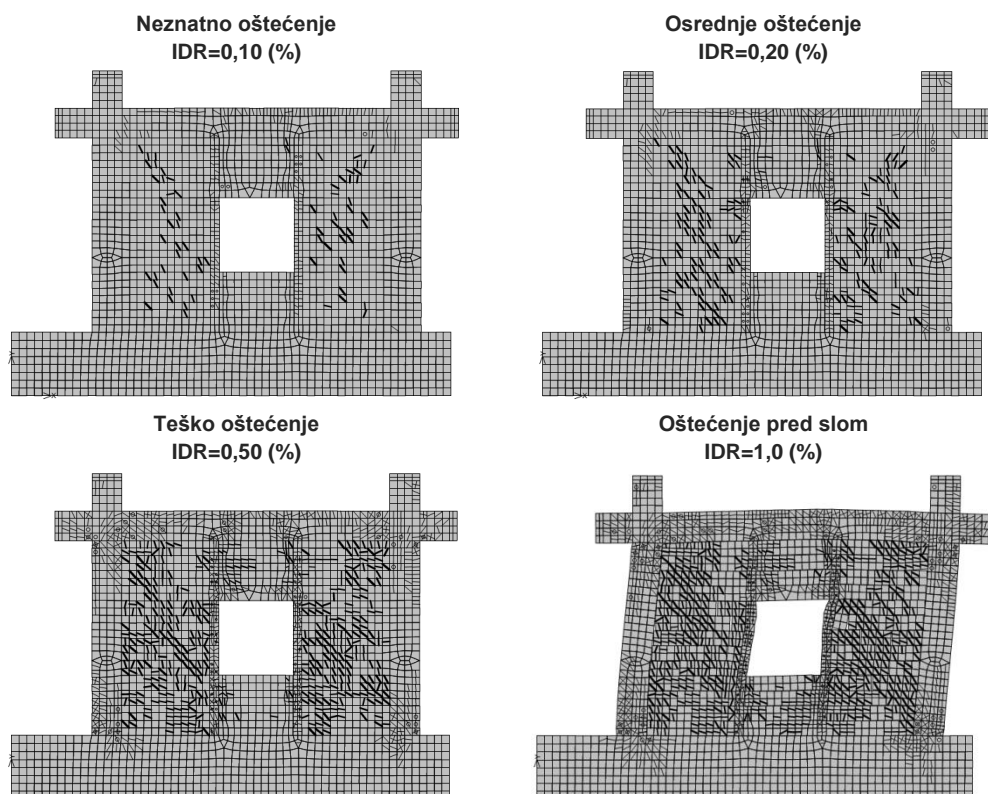 Neznatno oštećenje
IDR=0,10 (%)
Osrednje oštećenje
IDR=0,20 (%)
Teško oštećenje
IDR=0,50 (%)
Oštećenje pred slom
IDR=1,0 (%)